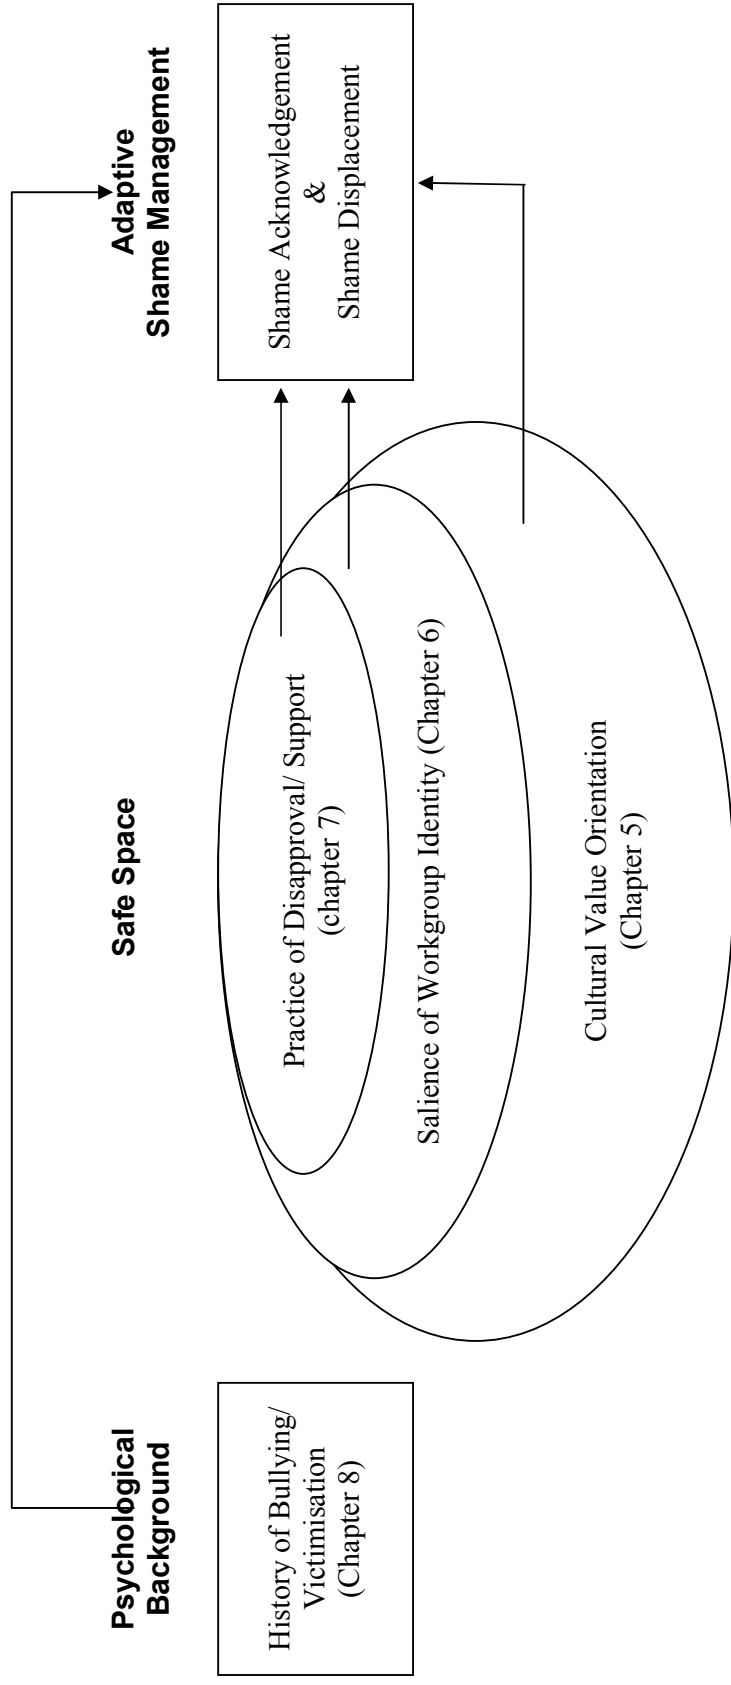 Psychological
Background
Safe Space
Adaptive
Shame Management
History of Bullying/
Victimisation
(Chapter 8)
Practice of Disapproval/ Support
(chapter 7)
Salience of Workgroup Identity (Chapter 6)
Cultural Value Orientation
(Chapter 5)
Shame Acknowledgement
&
Shame Displacement